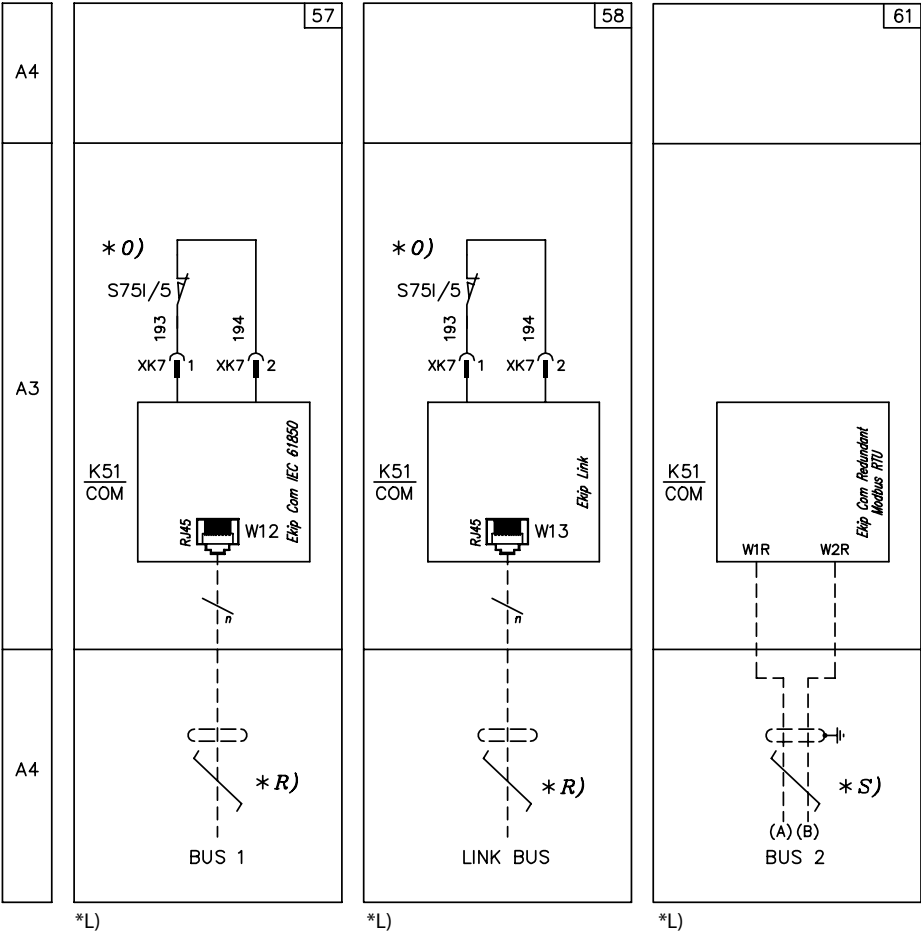 57
58
61
A4
A3
A4
*O)
S75I/5
193
194
XK7 1
XK7 2
K51
COM
Ekip Com IEC 61850
RJ45
W12
n
*R)
BUS 1
*L)
*O)
S75I/5
193
194
XK7 1
XK7 2
K51
COM
Ekip Link
RJ45
W13
n
*R)
LINK BUS
*L)
K51
COM
Ekip Com Redundant
Modbus RTU
W1R
W2R
*S)
(A) (B)
BUS 2
*L)